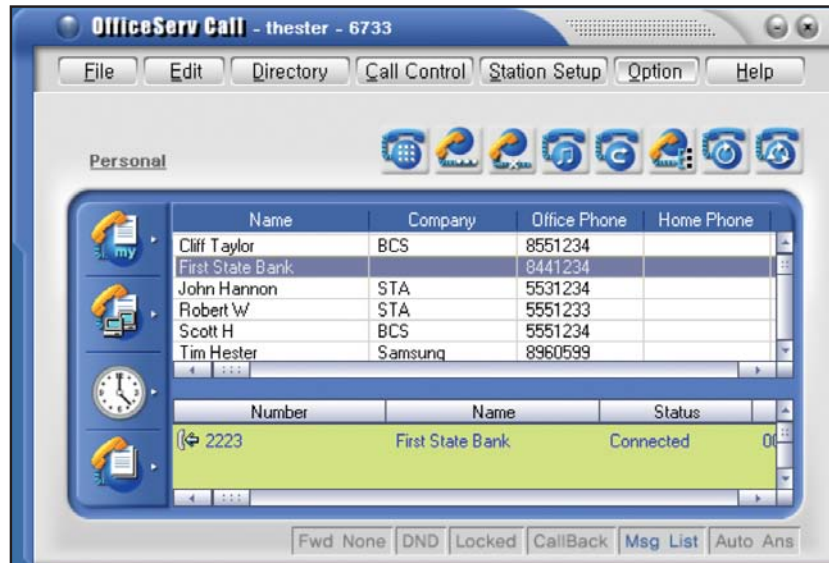 OfficeServ Call - thester - 6733
File Edit Directory Call Control Station Setup Option Help
Personal
Name Company Office Phone Home Phone
Cliff Taylor BCS 8551234
First State Bank 8441234
John Hannon STA 5531234
Robert W STA 5551233
Scott H BCS 5551234
Tim Hester Samsung 8960599
my
Number Name Status
2223 First State Bank Connected 00
Fwd None DND Locked CallBack Msg List Auto Ans